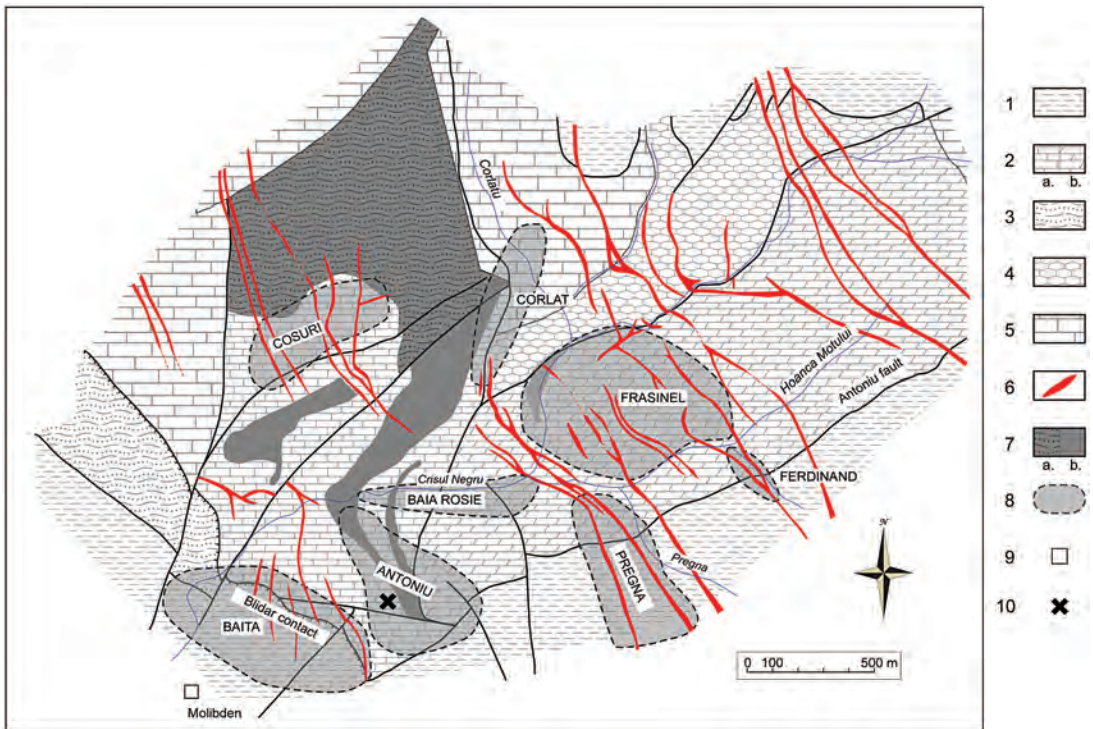 Corlatu
CORLAT
COSURI
FRASINEL
Hoanca Motului
Antoniu fault
Crisul Negru
BAIA ROSIE
FERDINAND
ANTONIU
PREGNA
Pregna
Blidar contact
BAITA
Molibden
N
0 100 500 m
1
2
a. b.
3
4
5
6
7
a. b.
8
9
10